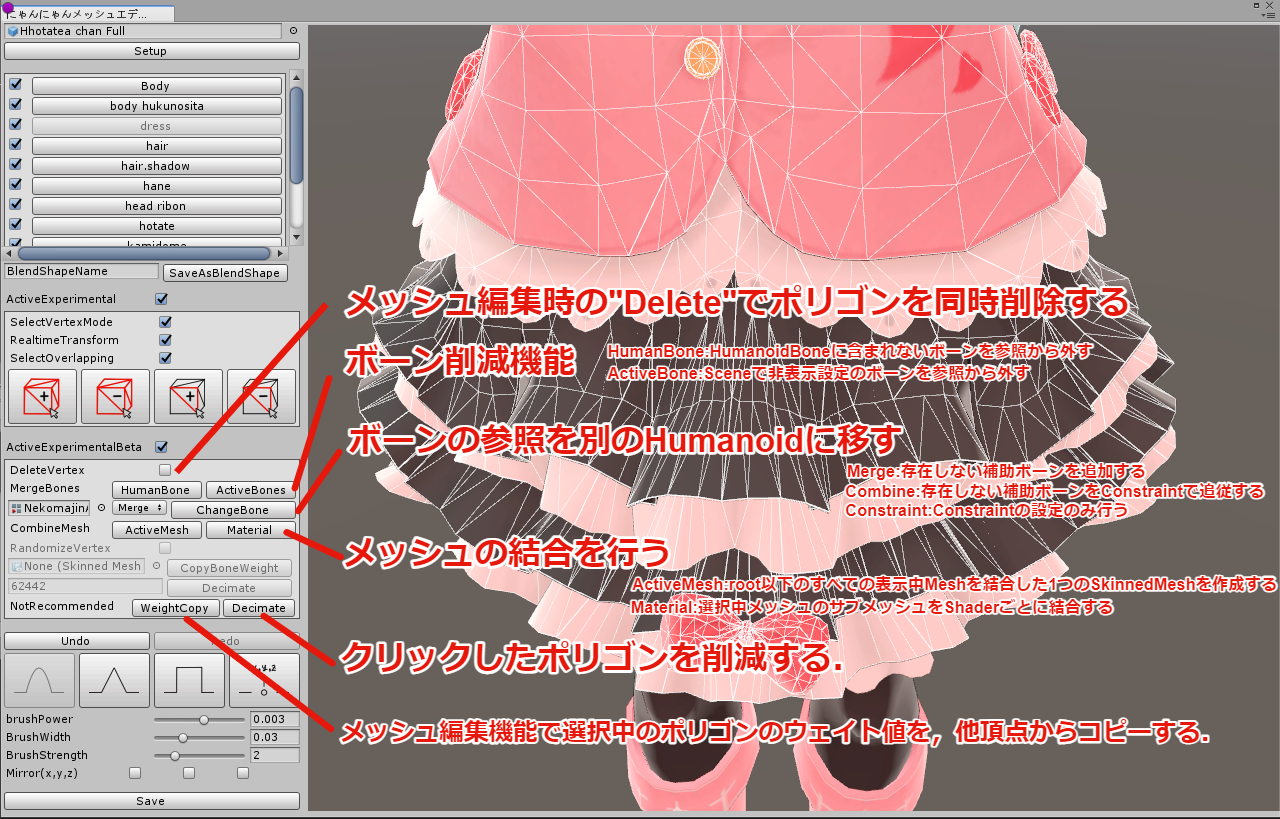 にゃんにゃんメッシュエデ...
Hhotatea chan Full
Setup
Body
body hukunosita
dress
hair
hair.shadow
hane
head ribon
hotate
kamidome
BlendShapeName
SaveAsBlendShape
ActiveExperimental
SelectVertexMode
RealtimeTransform
SelectOverlapping
ActiveExperimentalBeta
DeleteVertex
MergeBones HumanBone ActiveBones
Merge ChangeBone
CombineMesh ActiveMesh Material
RandomizeVertex
None (Skinned Mesh CopyBoneWeight
62442 Decimate
NotRecommended WeightCopy Decimate
Undo
brushPower 0.003
BrushWidth 0.03
BrushStrength 2
Mirror(x,y,z)
Save
メッシュ編集時の"Delete"でポリゴンを同時削除する
ボーン削減機能
HumanBone:HumanoidBoneに含まれないボーンを参照から外す
ActiveBone:Sceneで非表示設定のボーンを参照から外す
ボーンの参照を別のHumanoidに移す
Merge:存在しない補助ボーンを追加する
Combine:存在しない補助ボーンをConstraintで追従する
Constraint:Constraintの設定のみ行う
メッシュの結合を行う
ActiveMesh:root以下のすべての表示中Meshを結合した1つのSkinnedMeshを作成する
Material:選択中メッシュのサブメッシュをShaderごとに結合する
クリックしたポリゴンを削減する.
メッシュ編集機能で選択中のポリゴンのウェイト値を，他頂点からコピーする.